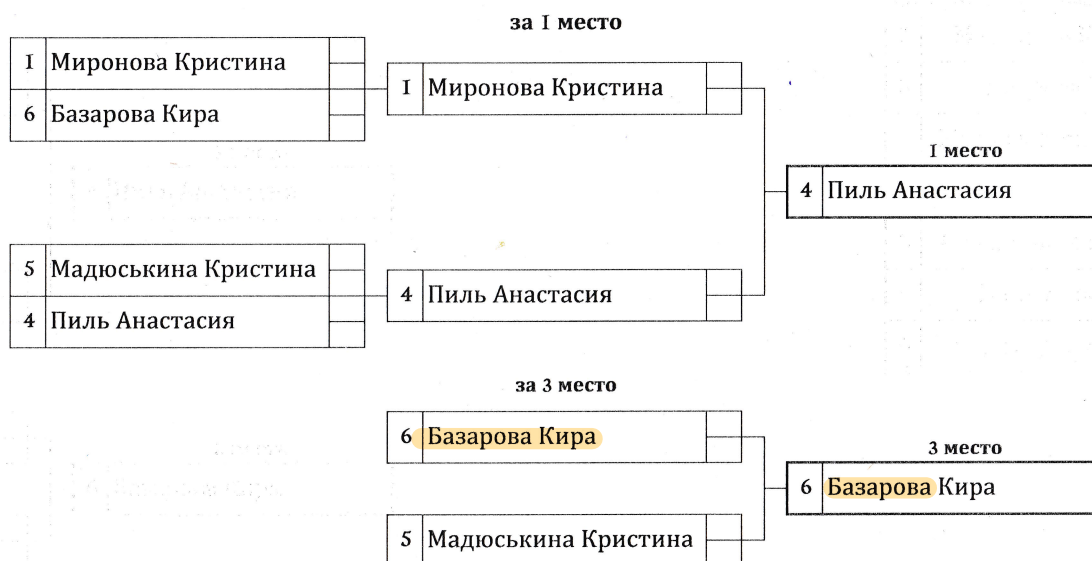 за I место
I Миронова Кристина
6 Базарова Кира
I Миронова Кристина
I место
4 Пиль Анастасия
5 Мадюськина Кристина
4 Пиль Анастасия
4 Пиль Анастасия
за 3 место
6 Базарова Кира
3 место
6 Базарова Кира
5 Мадюськина Кристина